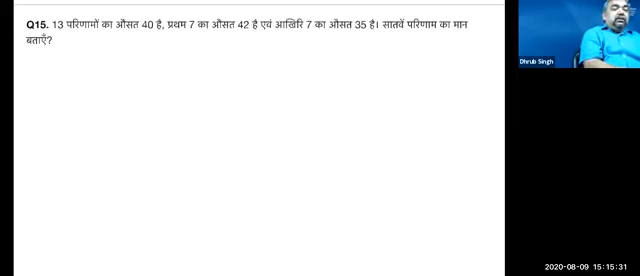 Q15. 13 परिणामों का औसत 40 है, प्रथम 7 का औसत 42 है एवं आखिरि 7 का औसत 35 है। सातवें परिणाम का मान
बताएँ?
Dhrub Singh
2020-08-09 15:15:31